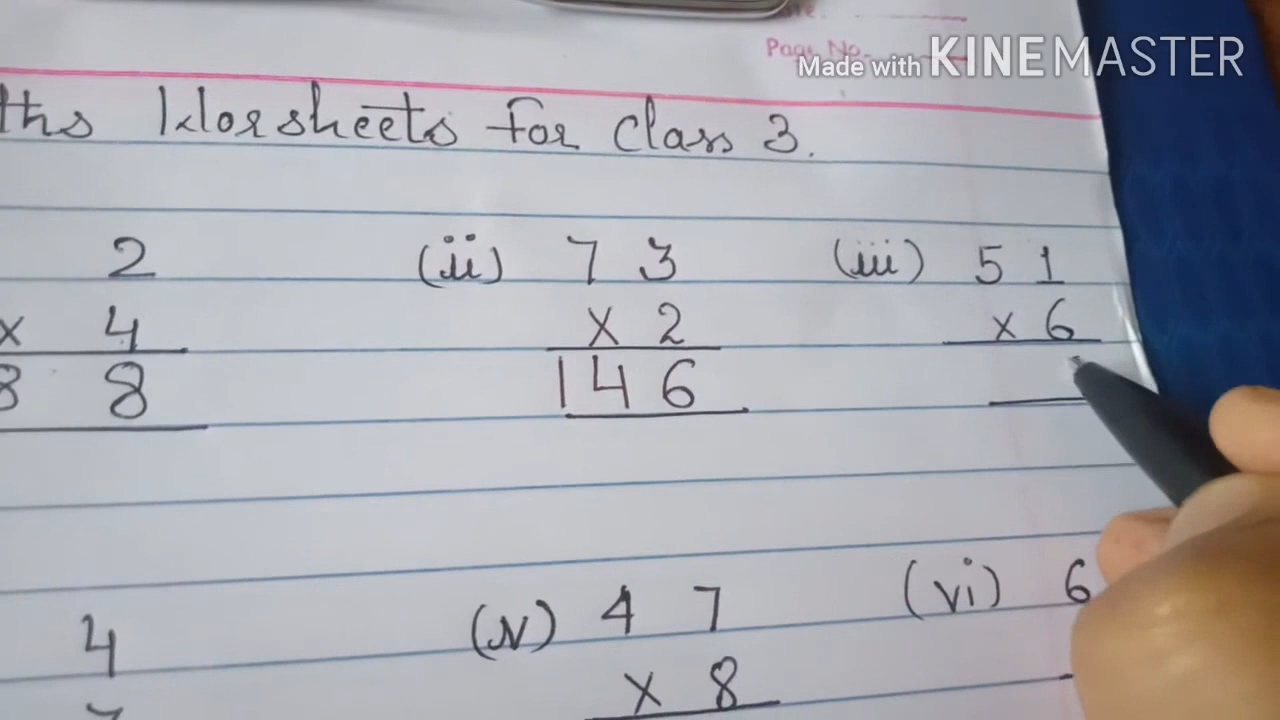 Page No.
Made with KINEMASTER
ths Worsheets for Class 3.
2 (ii) 7 3 (iii) 5 1
x 4 x 2 x 6
8 8 1 4 6
4 (v) 4 7 (vi) 6
x 8